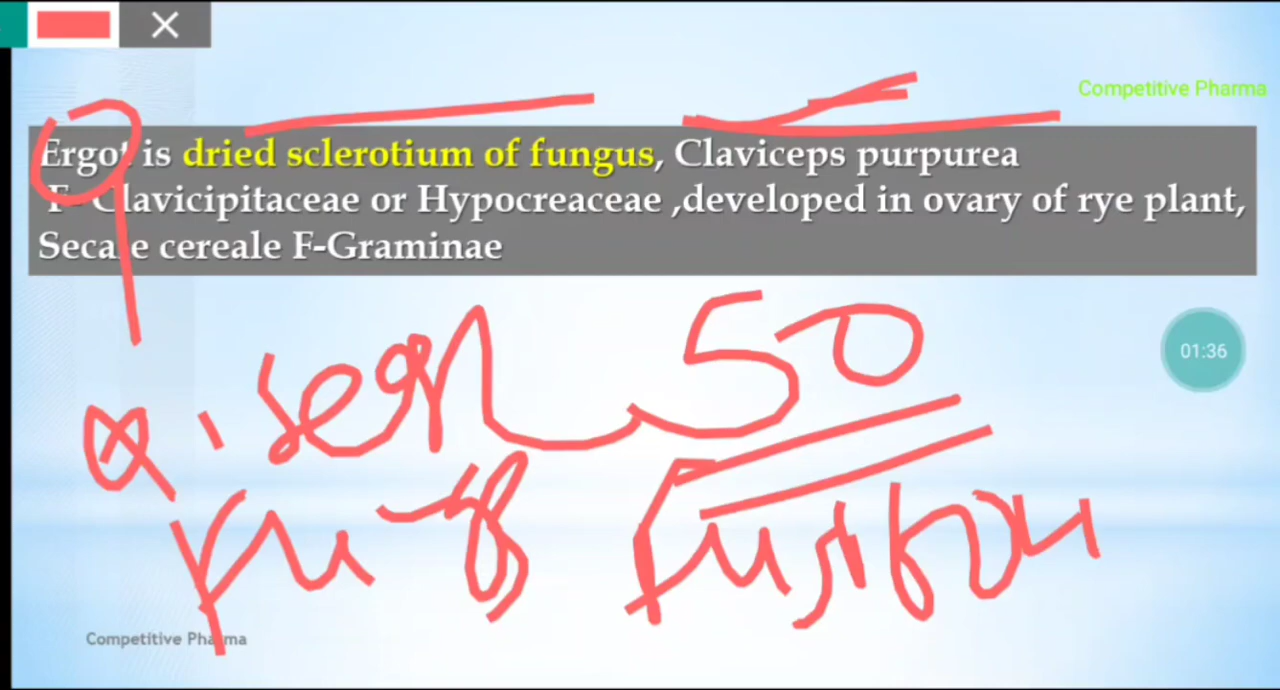 Competitive Pharma
Ergot is dried sclerotium of fungus, Claviceps purpurea
F- Clavicipitaceae or Hypocreaceae ,developed in ovary of rye plant,
Secale cereale F-Graminae
01:36
50
Competitive Pharma